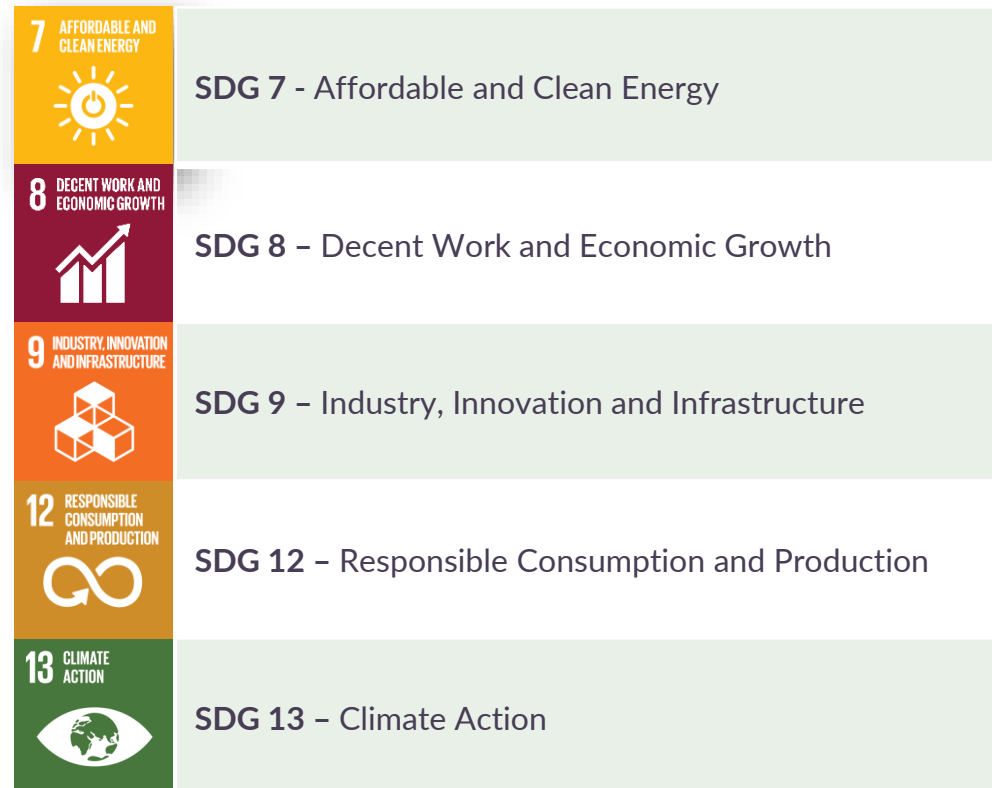 7 AFFORDABLE AND
CLEAN ENERGY
SDG 7 - Affordable and Clean Energy
8 DECENT WORK AND
ECONOMIC GROWTH
SDG 8 – Decent Work and Economic Growth
9 INDUSTRY, INNOVATION
AND INFRASTRUCTURE
SDG 9 – Industry, Innovation and Infrastructure
12 RESPONSIBLE
CONSUMPTION
AND PRODUCTION
SDG 12 – Responsible Consumption and Production
13 CLIMATE
ACTION
SDG 13 – Climate Action